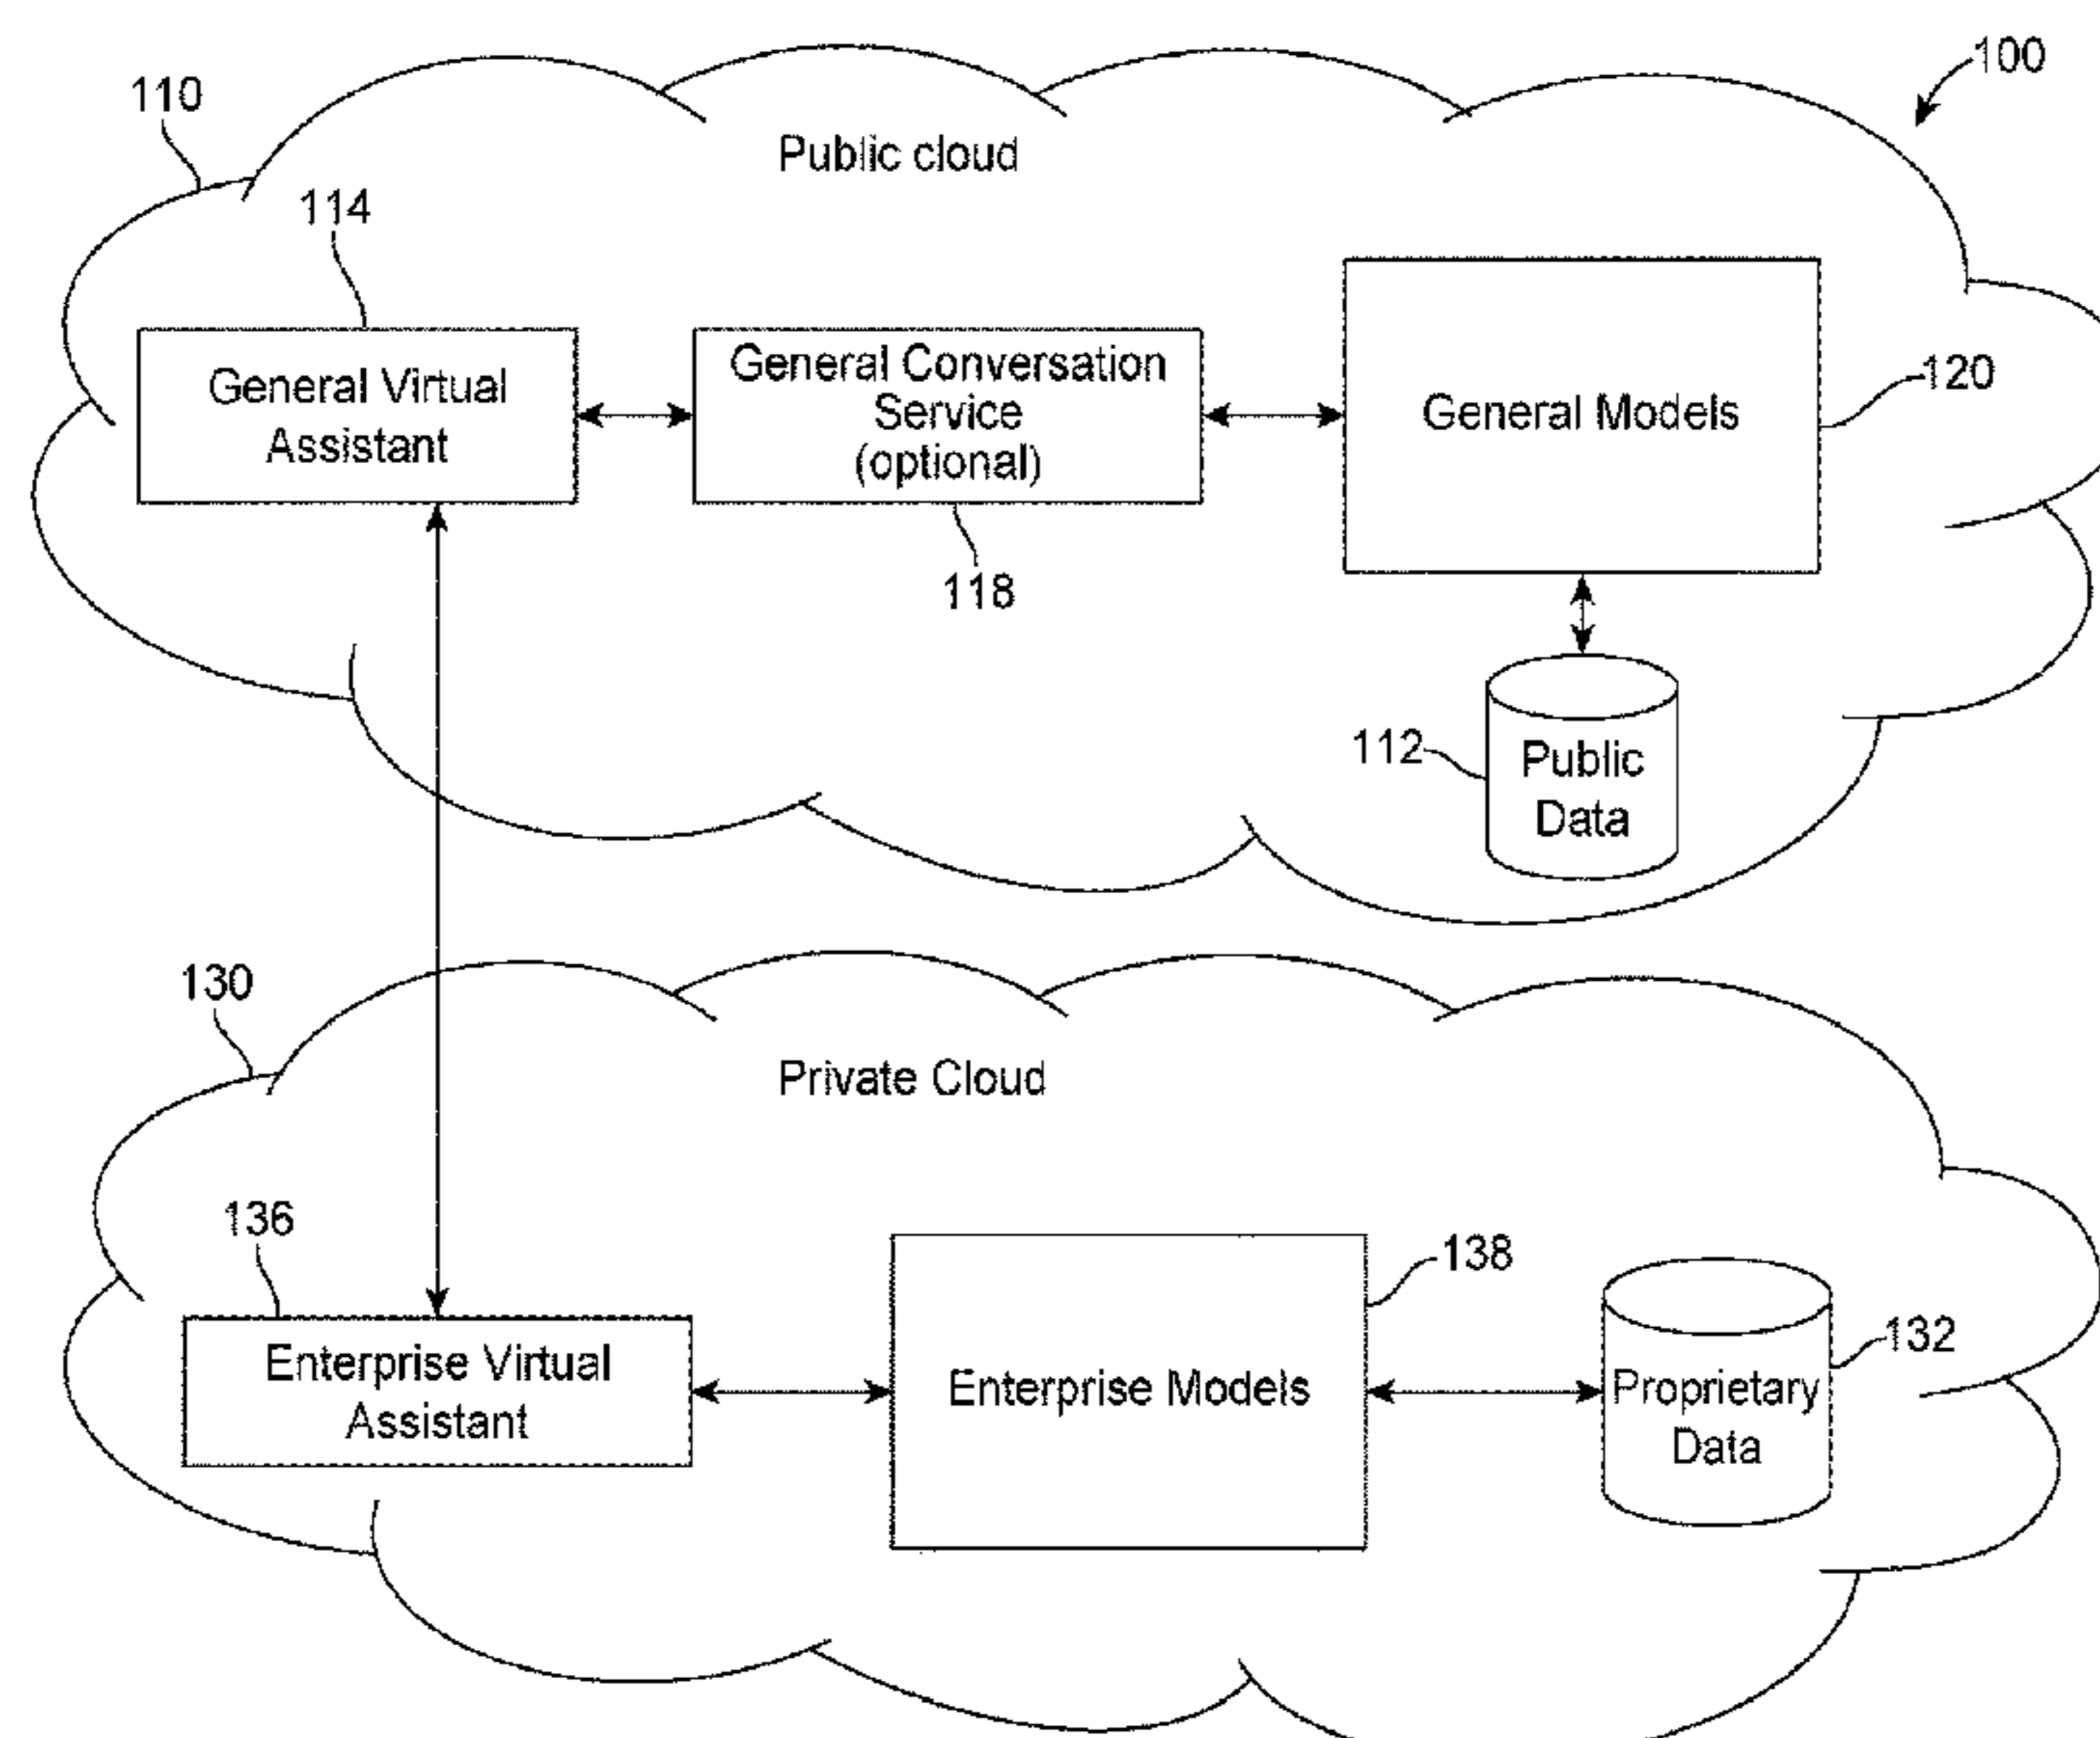 100
110
Public cloud
114
General Virtual
Assistant
General Conversation
Service
(optional)
General Models
120
118
112
Public
Data
130
Private Cloud
136
Enterprise Virtual
Assistant
Enterprise Models
138
Proprietary
Data
132